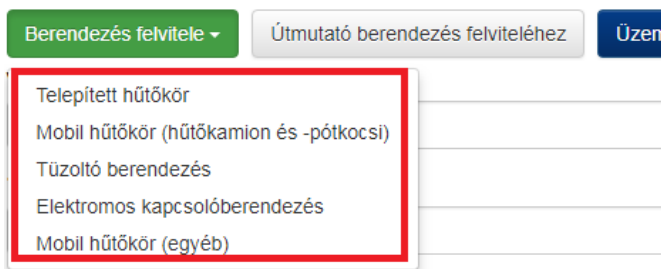 Berendezés felvitele
Útmutató berendezés felviteléhez
Telepített hűtőkör
Mobil hűtőkör (hűtőkamion és -pótkocsi)
Tűzoltó berendezés
Elektromos kapcsolóberendezés
Mobil hűtőkör (egyéb)